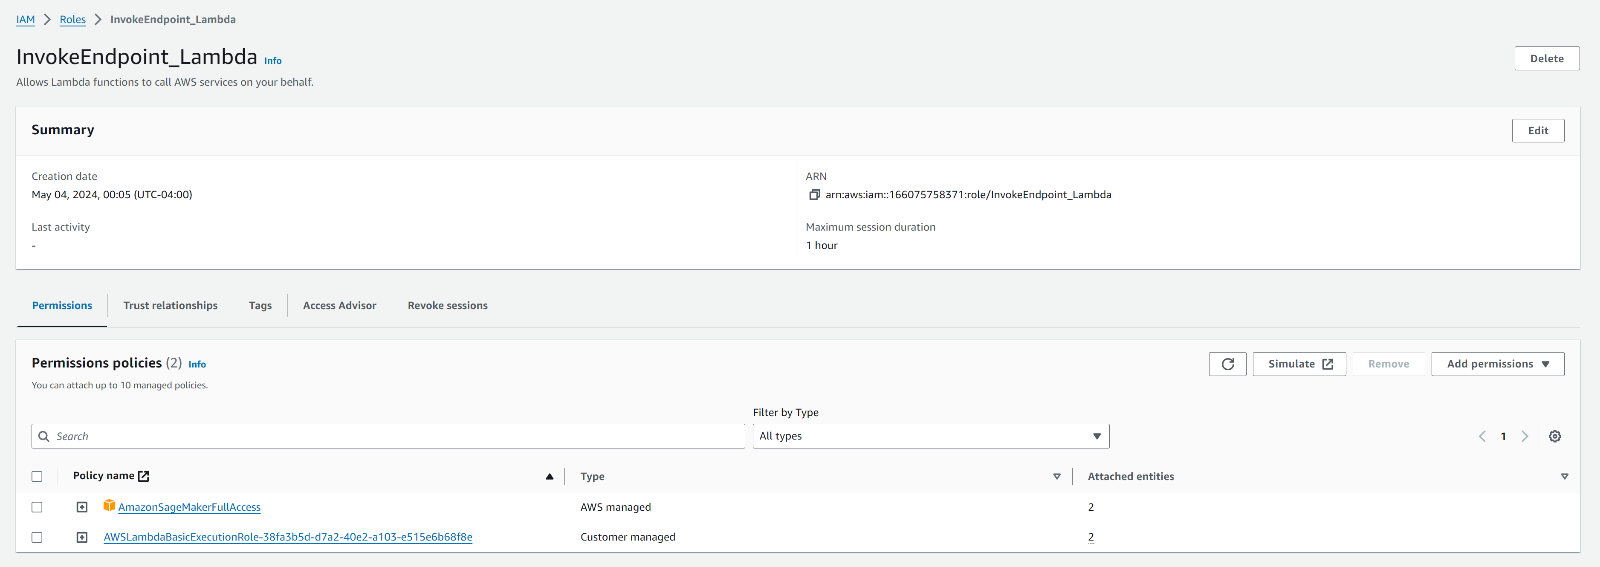 IAM > Roles > InvokeEndpoint_Lambda
InvokeEndpoint_Lambda Info
Delete
Allows Lambda functions to call AWS services on your behalf.
Summary
Edit
Creation date
May 04, 2024, 00:05 (UTC-04:00)
ARN
arn:aws:iam::166075758371:role/InvokeEndpoint_Lambda
Last activity
-
Maximum session duration
1 hour
Permissions Trust relationships Tags Access Advisor Revoke sessions
Permissions policies (2) Info
You can attach up to 10 managed policies.
Simulate Remove Add permissions
Filter by Type
Search
All types
1
Policy name Type Attached entities
AmazonSageMakerFullAccess AWS managed 2
AWSLambdaBasicExecutionRole-38fa3b5d-d7a2-40e2-a103-e515e6b68f8e Customer managed 2